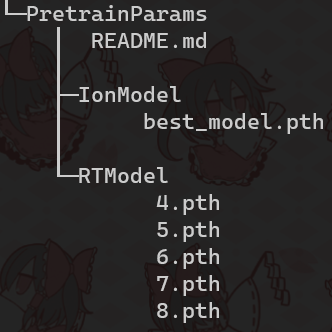 PretrainParams
README.md
IonModel
best_model.pth
RTModel
4.pth
5.pth
6.pth
7.pth
8.pth